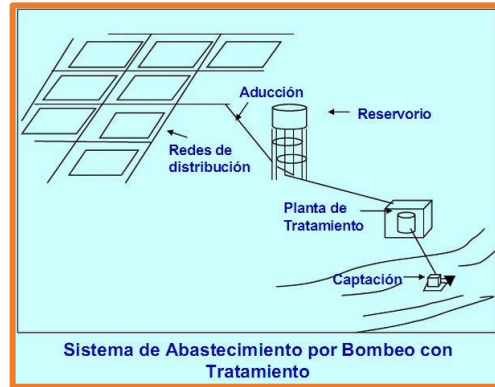 Aducción
Reservorio
Redes de
distribución
Planta de
Tratamiento
Captación
Sistema de Abastecimiento por Bombeo con
Tratamiento